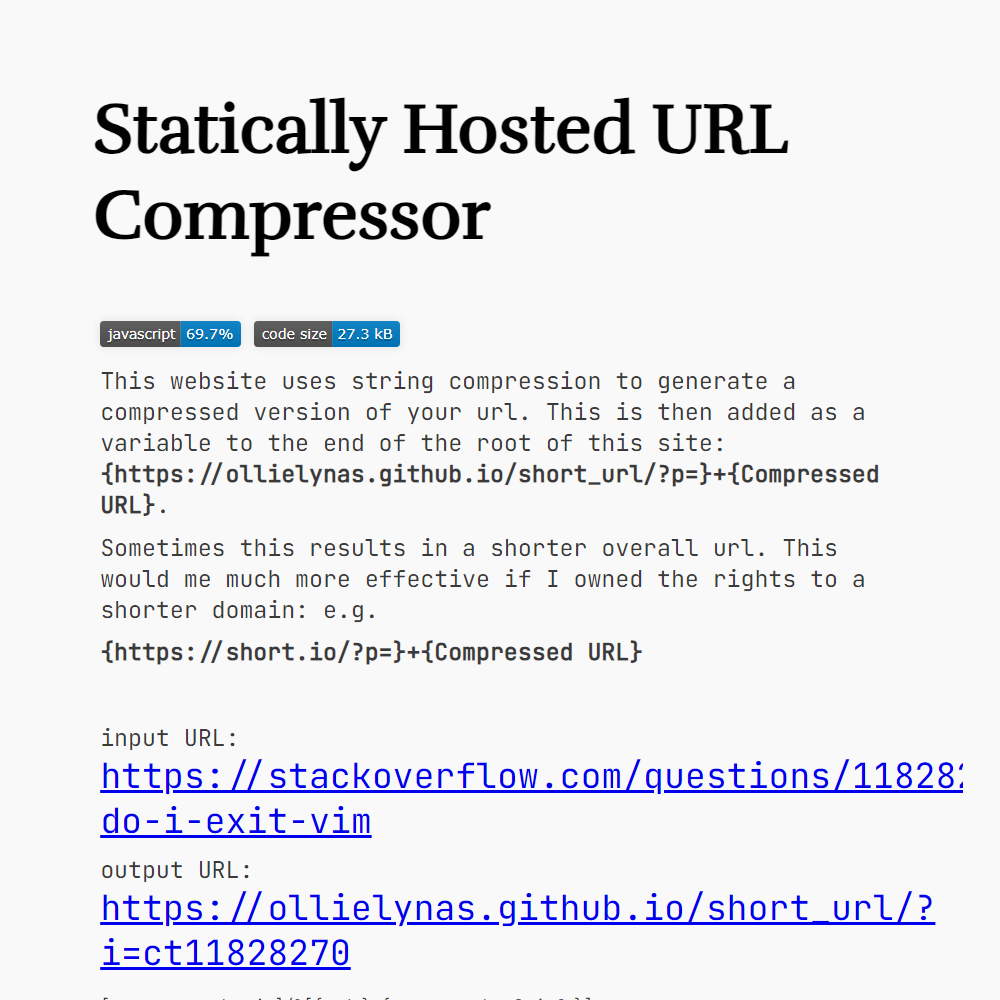 Statically Hosted URL
Compressor
javascript 69.7% code size 27.3 kB
This website uses string compression to generate a
compressed version of your url. This is then added as a
variable to the end of the root of this site:
{https://ollielynas.github.io/short_url/?p=}+{Compressed
URL}.
Sometimes this results in a shorter overall url. This
would me much more effective if I owned the rights to a
shorter domain: e.g.
{https://short.io/?p=}+{Compressed URL}
input URL:
https://stackoverflow.com/questions/11828
do-i-exit-vim
output URL:
https://ollielynas.github.io/short_url/?
i=ct11828270